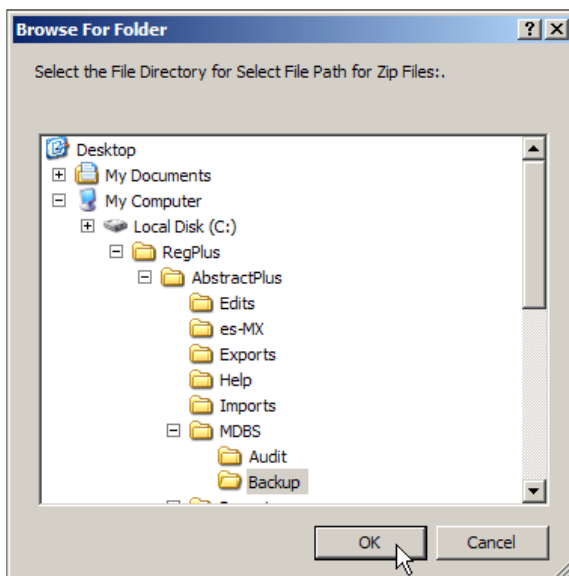 Browse For Folder
Select the File Directory for Select File Path for Zip Files:.
Desktop
My Documents
My Computer
Local Disk (C:)
RegPlus
AbstractPlus
Edits
es-MX
Exports
Help
Imports
MDBS
Audit
Backup
OK Cancel